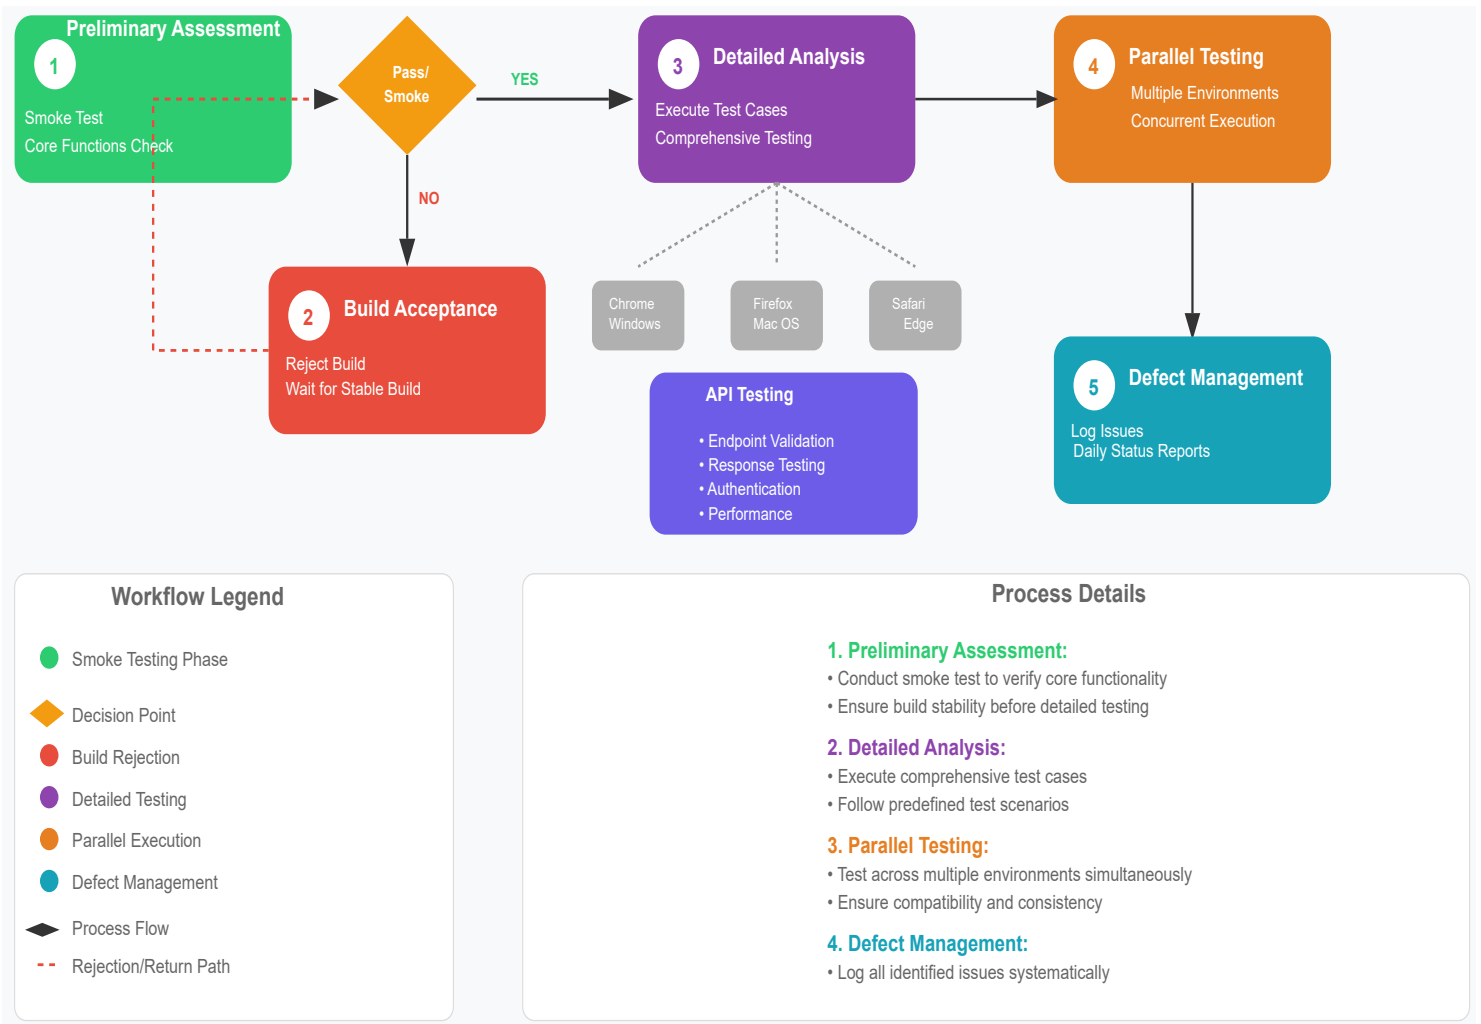 Preliminary Assessment
1
Smoke Test
Core Functions Check
Pass/
Smoke
YES
NO
3
Detailed Analysis
Execute Test Cases
Comprehensive Testing
4
Parallel Testing
Multiple Environments
Concurrent Execution
2
Build Acceptance
Reject Build
Wait for Stable Build
Chrome
Windows
Firefox
Mac OS
Safari
Edge
API Testing
• Endpoint Validation
• Response Testing
• Authentication
• Performance
5
Defect Management
Log Issues
Daily Status Reports
Workflow Legend
Smoke Testing Phase
Decision Point
Build Rejection
Detailed Testing
Parallel Execution
Defect Management
Process Flow
Rejection/Return Path
Process Details
1. Preliminary Assessment:
• Conduct smoke test to verify core functionality
• Ensure build stability before detailed testing
2. Detailed Analysis:
• Execute comprehensive test cases
• Follow predefined test scenarios
3. Parallel Testing:
• Test across multiple environments simultaneously
• Ensure compatibility and consistency
4. Defect Management:
• Log all identified issues systematically